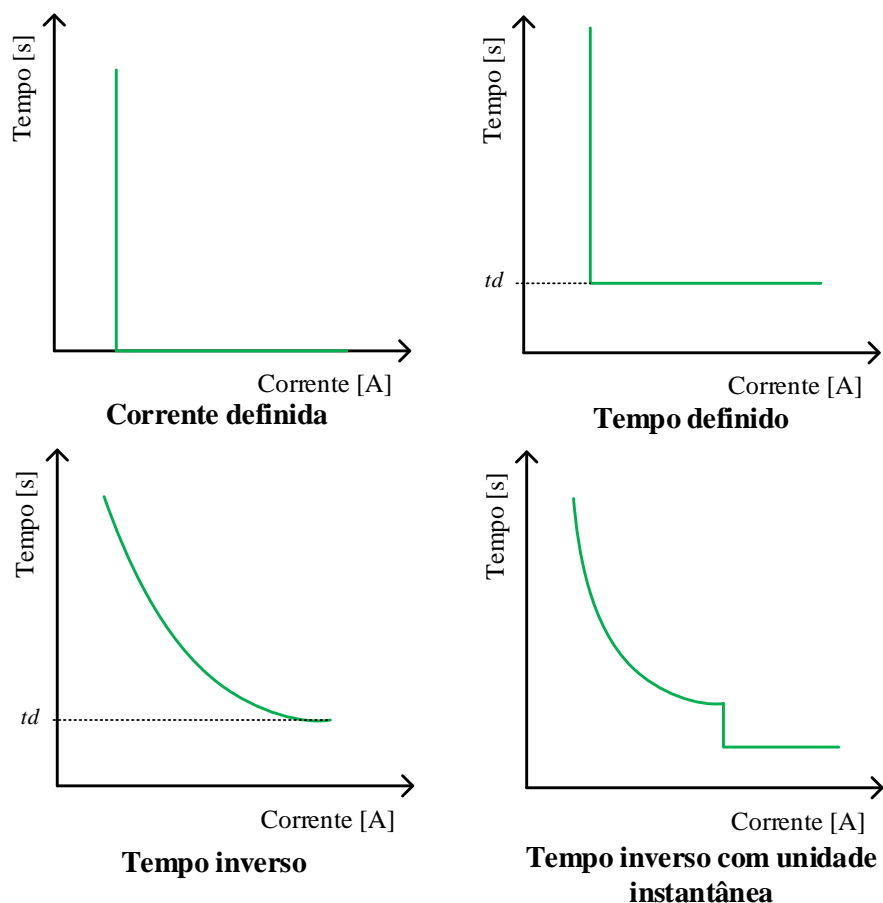 Tempo [s]
Corrente [A]
Corrente definida
Tempo [s]
td
Corrente [A]
Tempo definido
Tempo [s]
td
Corrente [A]
Tempo inverso
Tempo [s]
Corrente [A]
Tempo inverso com unidade
instantânea